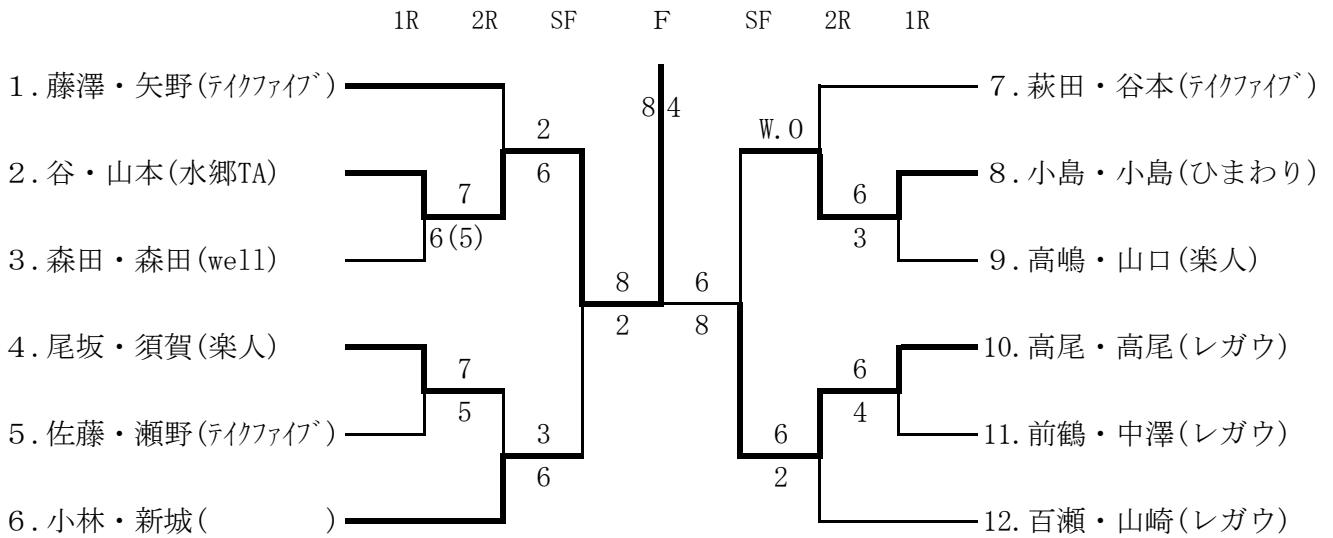 1R 2R SF F SF 2R 1R
1.藤澤・矢野(ﾃｲｸﾌｧｲﾌﾞ) 7.萩田・谷本(ﾃｲｸﾌｧｲﾌﾞ)
8 4
2 W.O
2.谷・山本(水郷TA) 6 8.小島・小島(ひまわり)
7 6
6(5) 3
3.森田・森田(well) 9.高嶋・山口(楽人)
8 6
2 8
4.尾坂・須賀(楽人) 10.高尾・高尾(レガウ)
7 6
5 4
5.佐藤・瀬野(ﾃｲｸﾌｧｲﾌﾞ) 3 6 11.前鶴・中澤(レガウ)
6 2
6.小林・新城( ) 12.百瀬・山崎(レガウ)